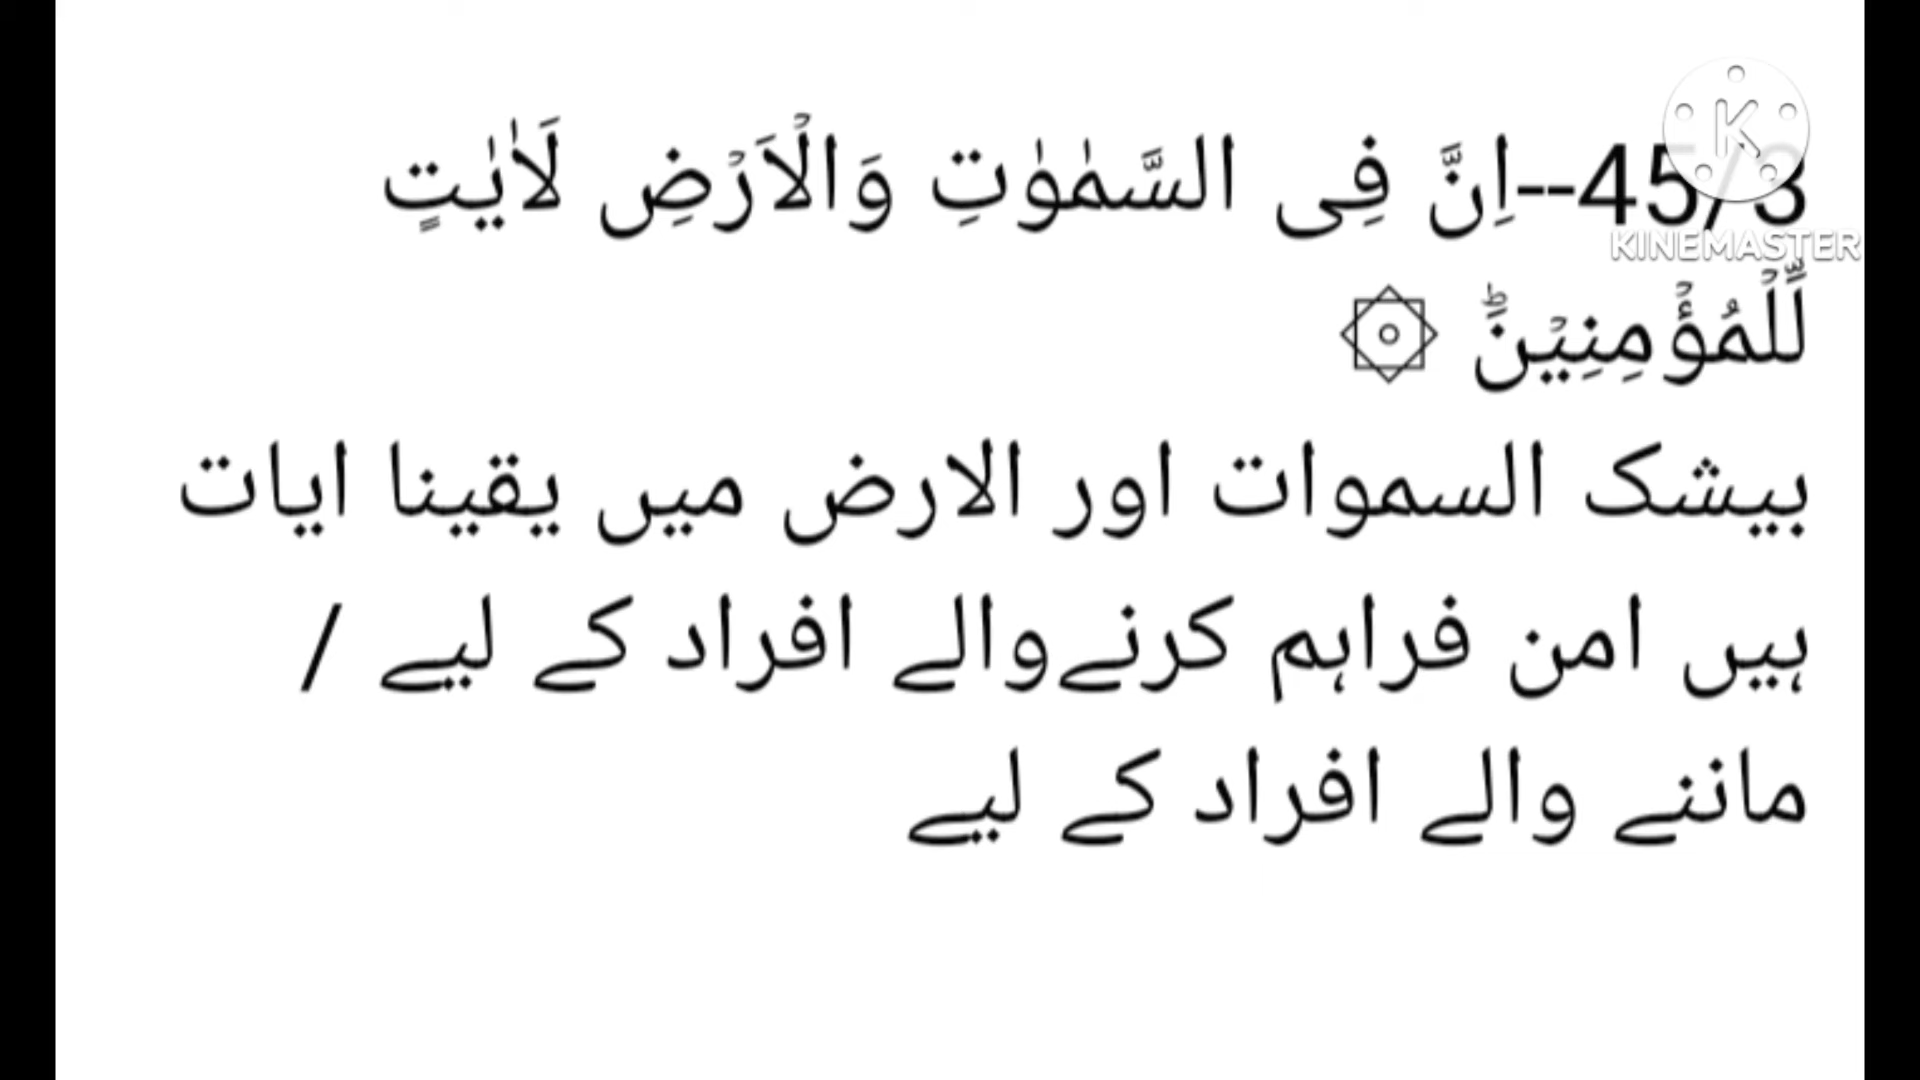 45/3--اِنَّ فِى السَّمٰوٰتِ وَالۡاَرۡضِ لَاٰيٰتٍ
لِّلۡمُؤۡمِنِيۡنَؕ ۞
بیشک السموات اور الارض میں یقینا ایات
ہیں امن فراہم کرنےوالے افراد کے لیے /
ماننے والے افراد کے لیے
KINEMASTER